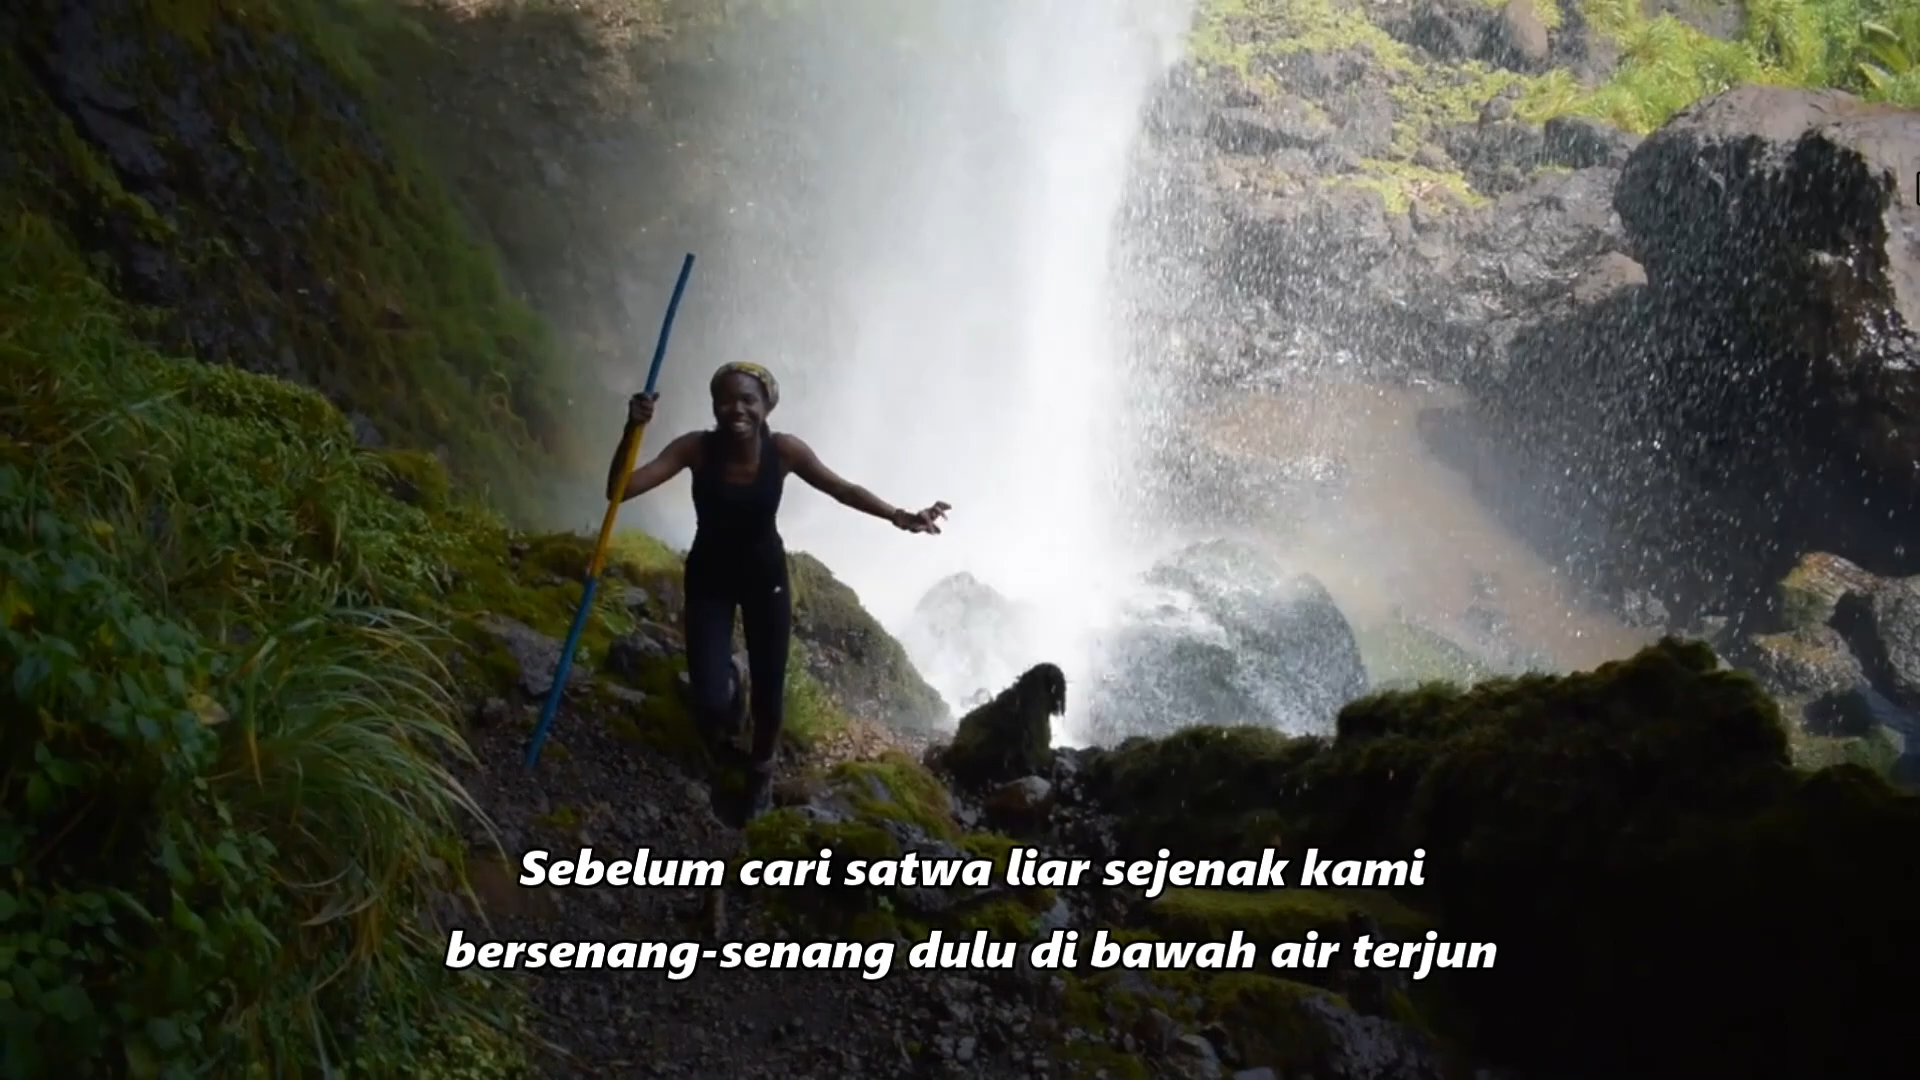 Sebelum cari satwa liar sejenak kami
bersenang-senang dulu di bawah air terjun